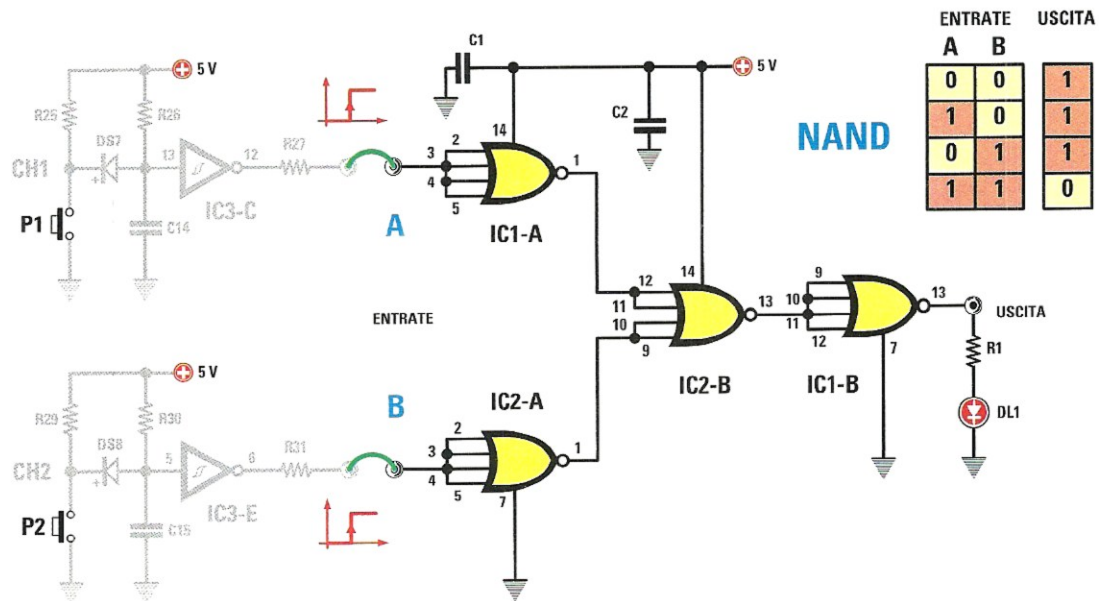 ENTRATE USCITA
A B
0 0 1
1 0 1
0 1 1
1 1 0
NAND
C1
5 V
5 V
C2
14
R25
R26
DS7
R27
CH1
13
12
2
3
4
5
1
+
IC3-C
P1
C14
A
IC1-A
14
12
11
10
9
13
9
10
11
12
13
7
USCITA
ENTRATE
R1
IC2-B
IC1-B
DL1
5 V
B
IC2-A
R29
R30
DS8
R31
CH2
5
6
2
3
4
5
1
7
+
IC3-E
P2
C15